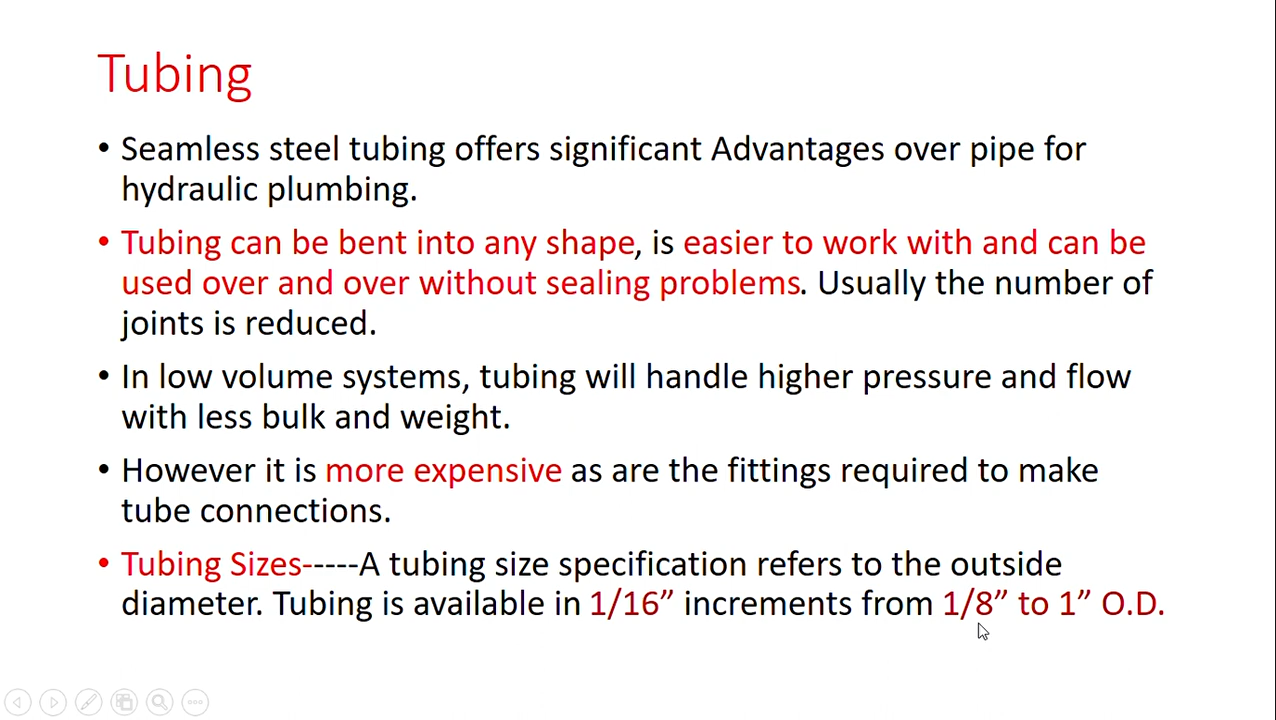 Tubing
• Seamless steel tubing offers significant Advantages over pipe for
hydraulic plumbing.
• Tubing can be bent into any shape, is easier to work with and can be
used over and over without sealing problems. Usually the number of
joints is reduced.
• In low volume systems, tubing will handle higher pressure and flow
with less bulk and weight.
• However it is more expensive as are the fittings required to make
tube connections.
• Tubing Sizes-----A tubing size specification refers to the outside
diameter. Tubing is available in 1/16” increments from 1/8” to 1” O.D.